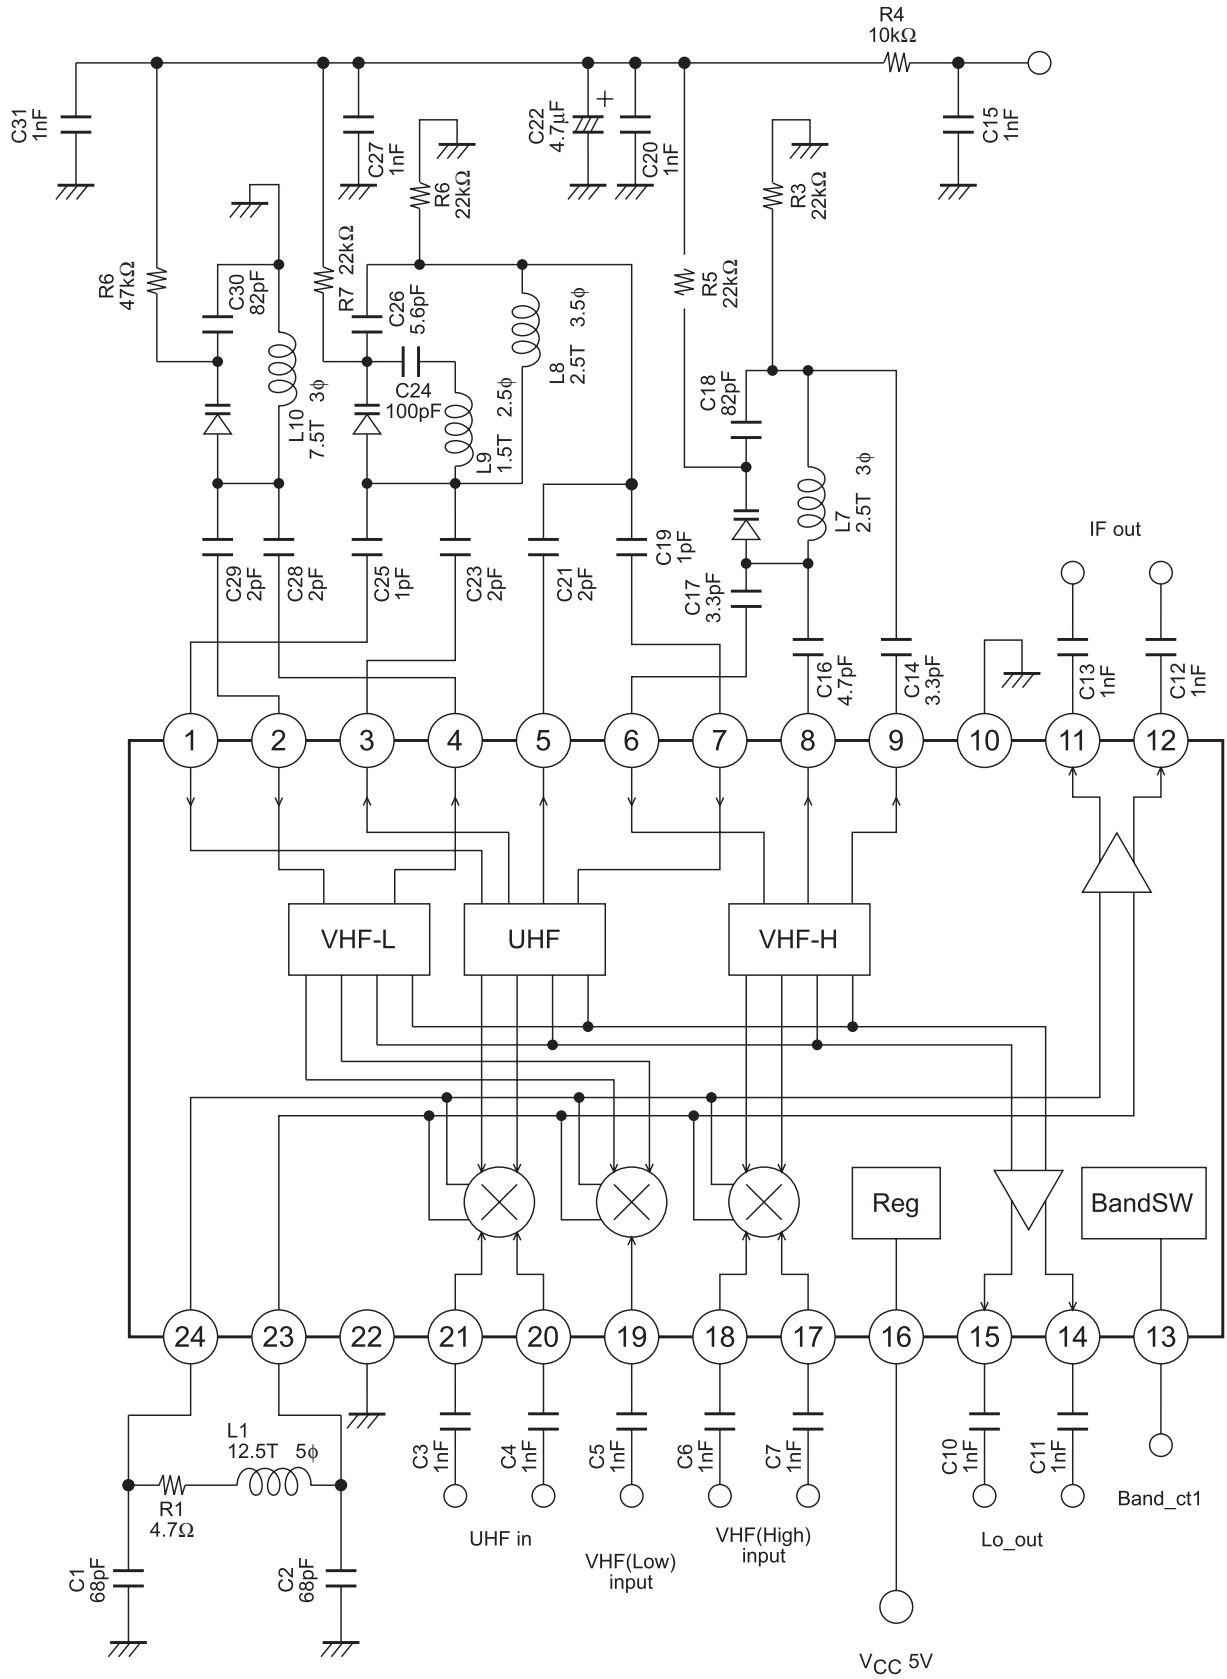 R4
10kΩ
C31
1nF
C27
1nF
C22
4.7μF
+
C20
1nF
C15
1nF
R6
22kΩ
R3
22kΩ
R6
47kΩ
C30
82pF
R7 22kΩ
C26
5.6pF
L8
2.5T 3.5φ
R5
22kΩ
C24
100pF
L10
7.5T 3φ
L9
1.5T 2.5φ
C18
82pF
L7
2.5T 3φ
C29
2pF
C28
2pF
C25
1pF
C23
2pF
C21
2pF
C19
1pF
C17
3.3pF
C16
4.7pF
C14
3.3pF
IF out
C13
1nF
C12
1nF
1 2 3 4 5 6 7 8 9 10 11 12
VHF-L
UHF
VHF-H
Reg
BandSW
24 23 22 21 20 19 18 17 16 15 14 13
L1
12.5T 5φ
R1
4.7Ω
C1
68pF
C2
68pF
C3
1nF
C4
1nF
C5
1nF
C6
1nF
C7
1nF
C10
1nF
C11
1nF
UHF in
VHF(Low)
input
VHF(High)
input
Lo_out
Band_ct1
VCC 5V